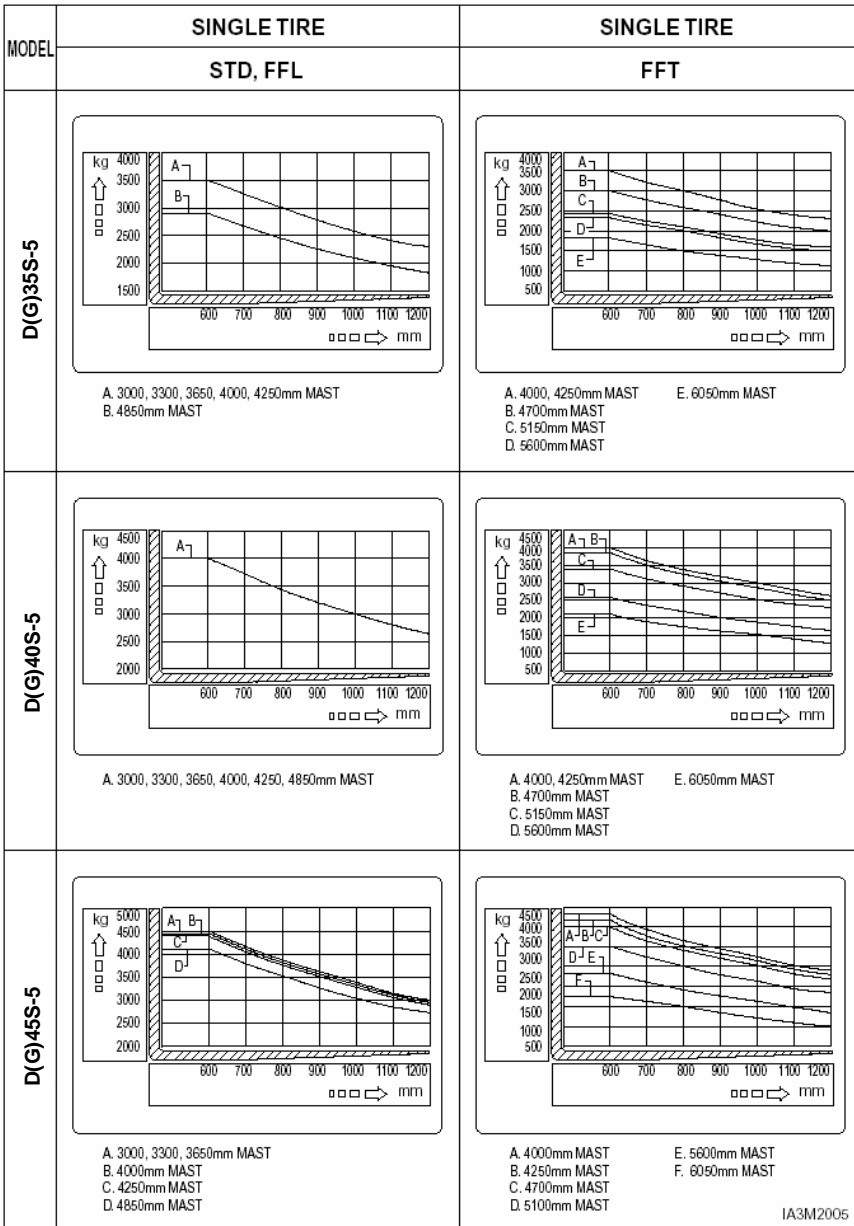 MODEL
SINGLE TIRE
SINGLE TIRE
STD, FFL
FFT
D(G)35S-5
kg
4000
3500
3000
2500
2000
1500
A
B
600 700 800 900 1000 1100 1200
mm
A. 3000, 3300, 3650, 4000, 4250mm MAST
B. 4850mm MAST
kg
4000
3500
3000
2500
2000
1500
1000
500
A
B
C
D
E
600 700 800 900 1000 1100 1200
mm
A. 4000, 4250mm MAST E. 6050mm MAST
B. 4700mm MAST
C. 5150mm MAST
D. 5600mm MAST
D(G)40S-5
kg
4500
4000
3500
3000
2500
2000
A
600 700 800 900 1000 1100 1200
mm
A. 3000, 3300, 3650, 4000, 4250, 4850mm MAST
kg
4500
4000
3500
3000
2500
2000
1500
1000
500
A B
C
D
E
600 700 800 900 1000 1100 1200
mm
A. 4000, 4250mm MAST E. 6050mm MAST
B. 4700mm MAST
C. 5150mm MAST
D. 5600mm MAST
D(G)45S-5
kg
5000
4500
4000
3500
3000
2500
2000
A B
C
D
600 700 800 900 1000 1100 1200
mm
A. 3000, 3300, 3650mm MAST
B. 4000mm MAST
C. 4250mm MAST
D. 4850mm MAST
kg
4500
4000
3500
3000
2500
2000
1500
1000
500
A B C
D E
F
600 700 800 900 1000 1100 1200
mm
A. 4000mm MAST E. 5600mm MAST
B. 4250mm MAST F. 6050mm MAST
C. 4700mm MAST
D. 5100mm MAST
IA3M2005